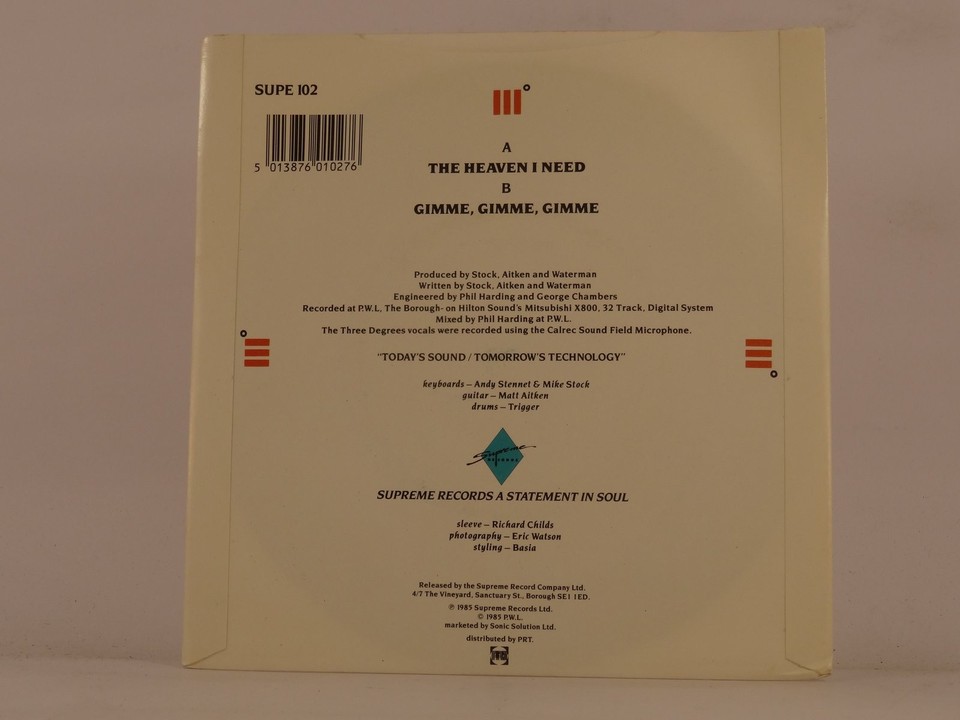 SUPE 102
5 013876 010276
III°
A
THE HEAVEN I NEED
B
GIMME, GIMME, GIMME
Produced by Stock, Aitken and Waterman
Written by Stock, Aitken and Waterman
Engineered by Phil Harding and George Chambers
Recorded at P.W.L, The Borough- on Hilton Sound's Mitsubishi X800, 32 Track, Digital System
Mixed by Phil Harding at P.W.L.
The Three Degrees vocals were recorded using the Calrec Sound Field Microphone.
III°
III°
"TODAY'S SOUND / TOMORROW'S TECHNOLOGY"
keyboards – Andy Stennet & Mike Stock
guitar – Matt Aitken
drums – Trigger
Supreme
RECORDS
SUPREME RECORDS A STATEMENT IN SOUL
sleeve – Richard Childs
photography – Eric Watson
styling – Basia
Released by the Supreme Record Company Ltd.
4/7 The Vineyard, Sanctuary St., Borough SE1 1ED.
℗ 1985 Supreme Records Ltd.
© 1985 P.W.L.
marketed by Sonic Solution Ltd.
distributed by PRT.